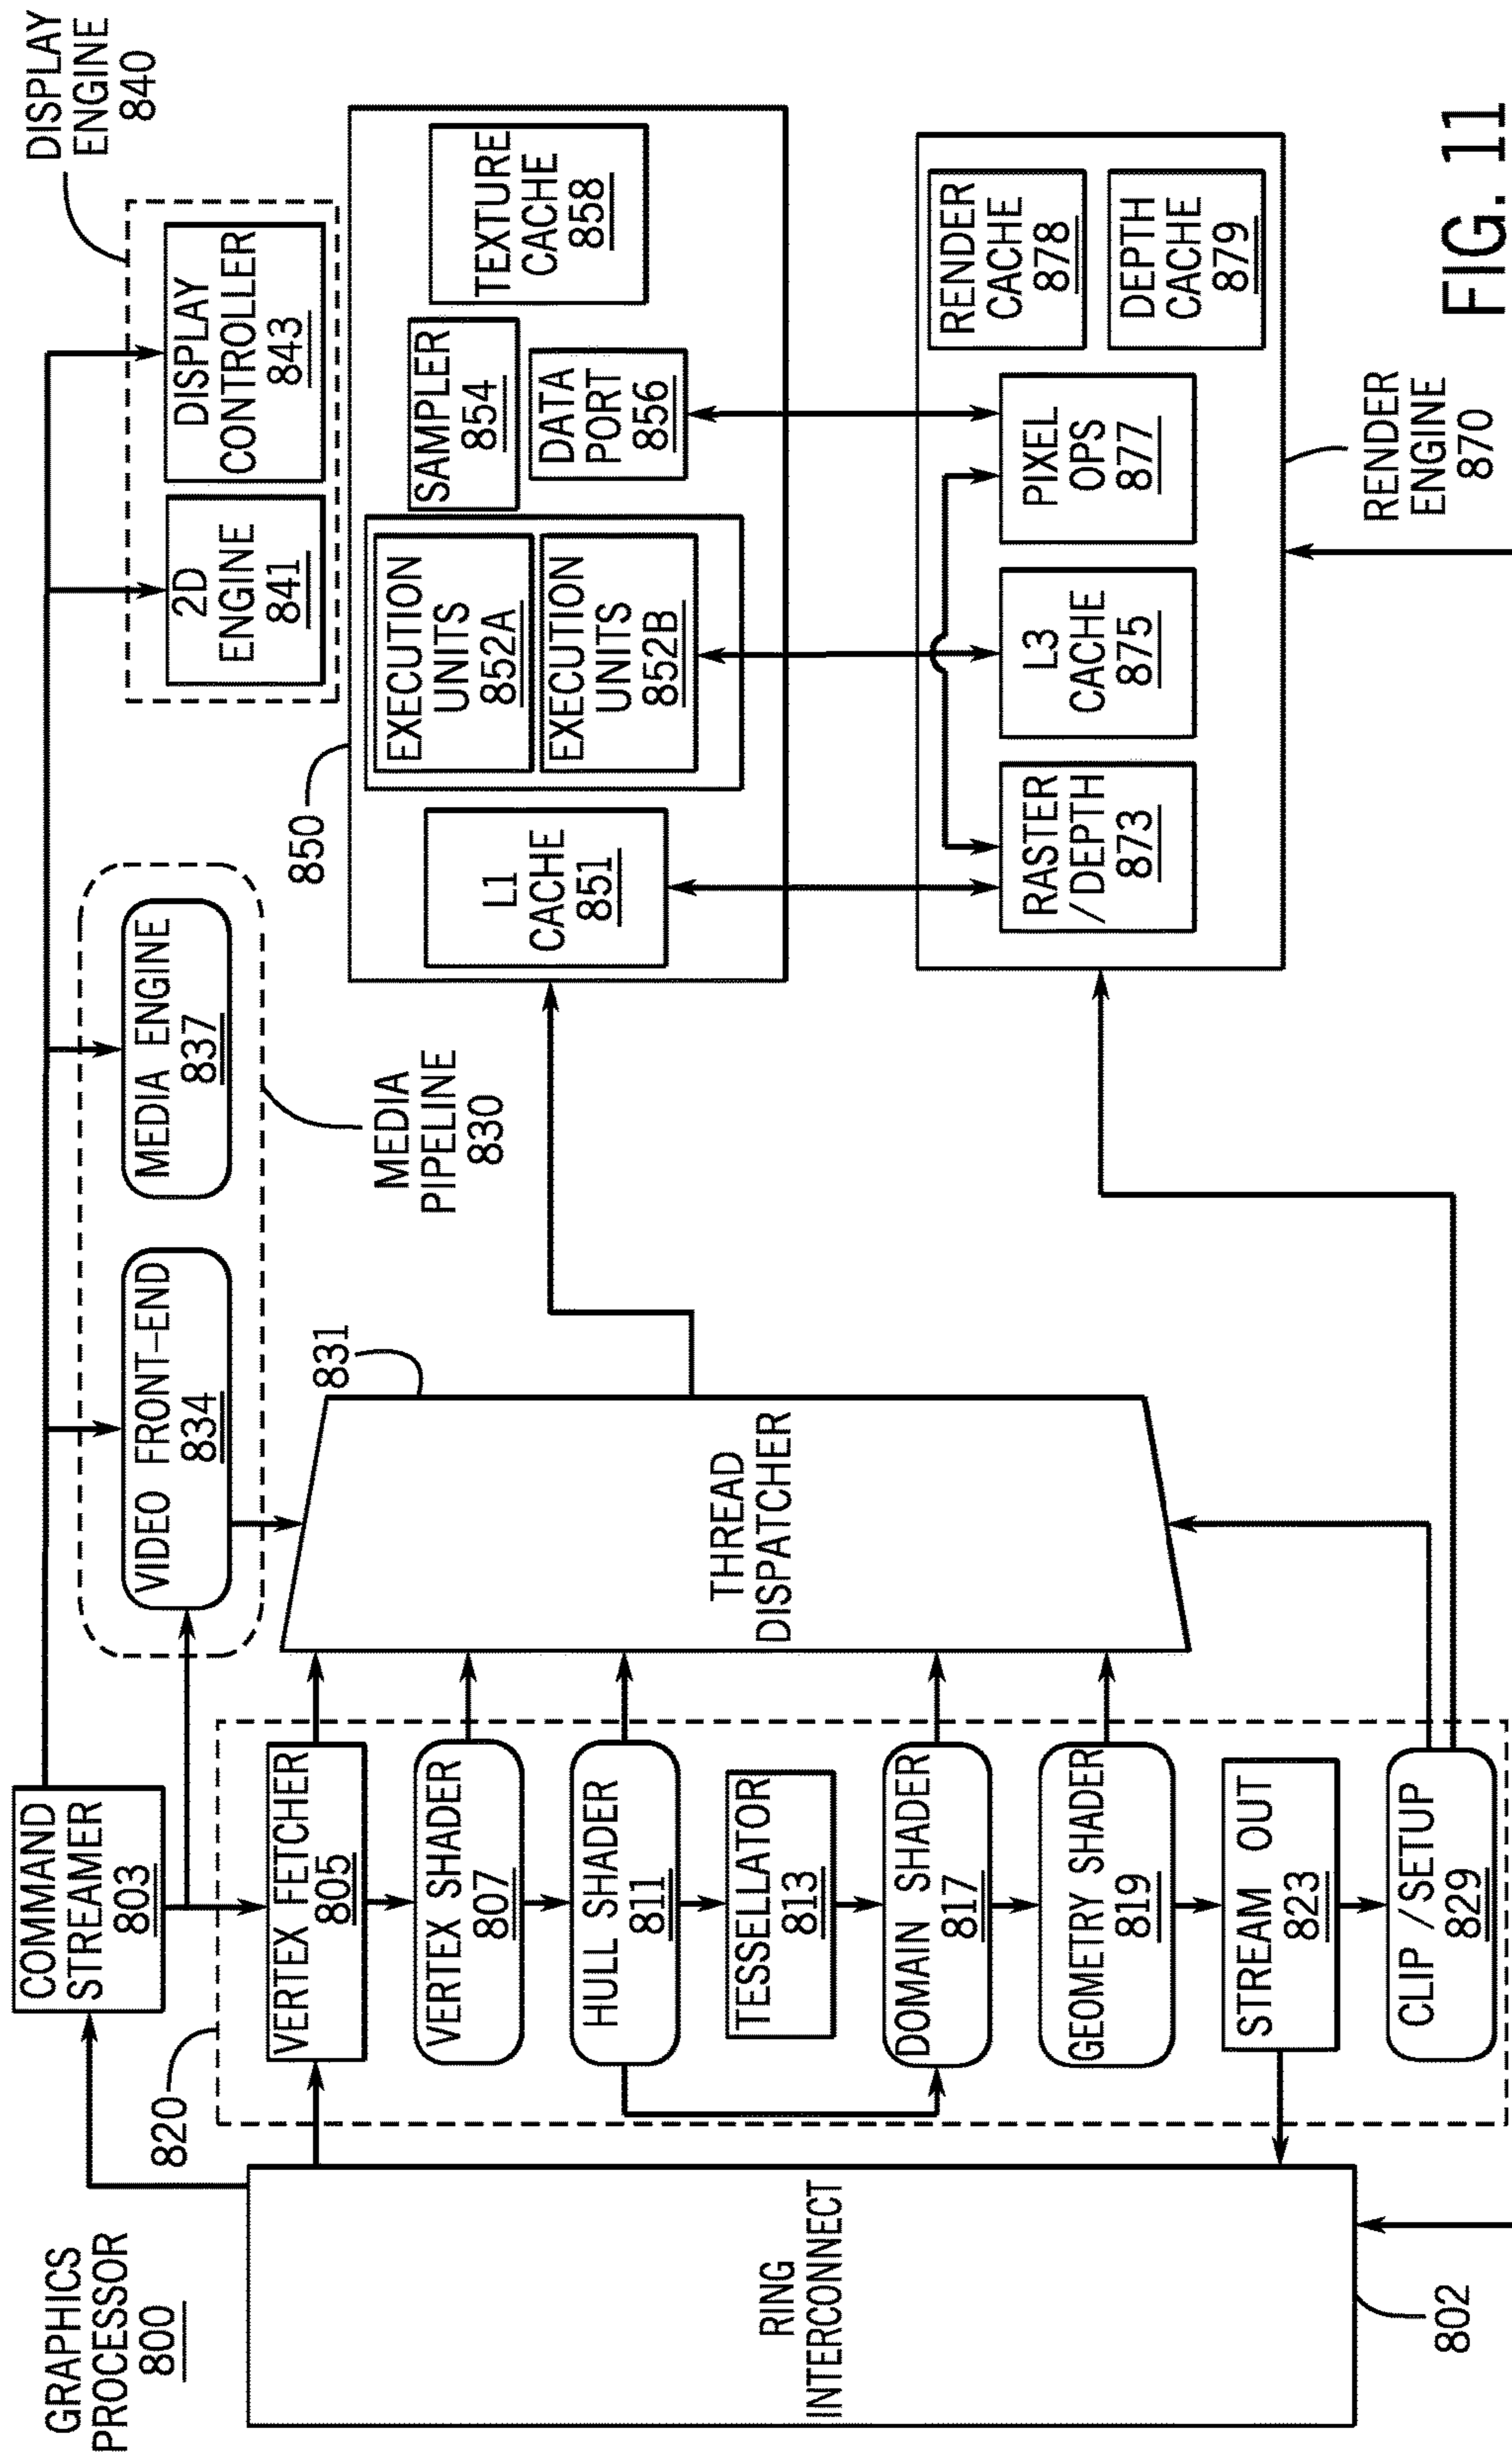 GRAPHICS
PROCESSOR
800
RING
INTERCONNECT
802
820
COMMAND
STREAMER
803
VERTEX FETCHER
805
VERTEX SHADER
807
HULL SHADER
811
TESSELLATOR
813
DOMAIN SHADER
817
GEOMETRY SHADER
819
STREAM OUT
823
CLIP/SETUP
829
VIDEO FRONT-END
834
MEDIA ENGINE
837
MEDIA
PIPELINE
830
831
THREAD
DISPATCHER
DISPLAY
ENGINE
840
2D
ENGINE
841
DISPLAY
CONTROLLER
843
850
L1
CACHE
851
EXECUTION
UNITS
852A
EXECUTION
UNITS
852B
SAMPLER
854
DATA
PORT
856
TEXTURE
CACHE
858
RASTER
/DEPTH
873
L3
CACHE
875
PIXEL
OPS
877
RENDER
CACHE
878
DEPTH
CACHE
879
RENDER
ENGINE
870
FIG. 11